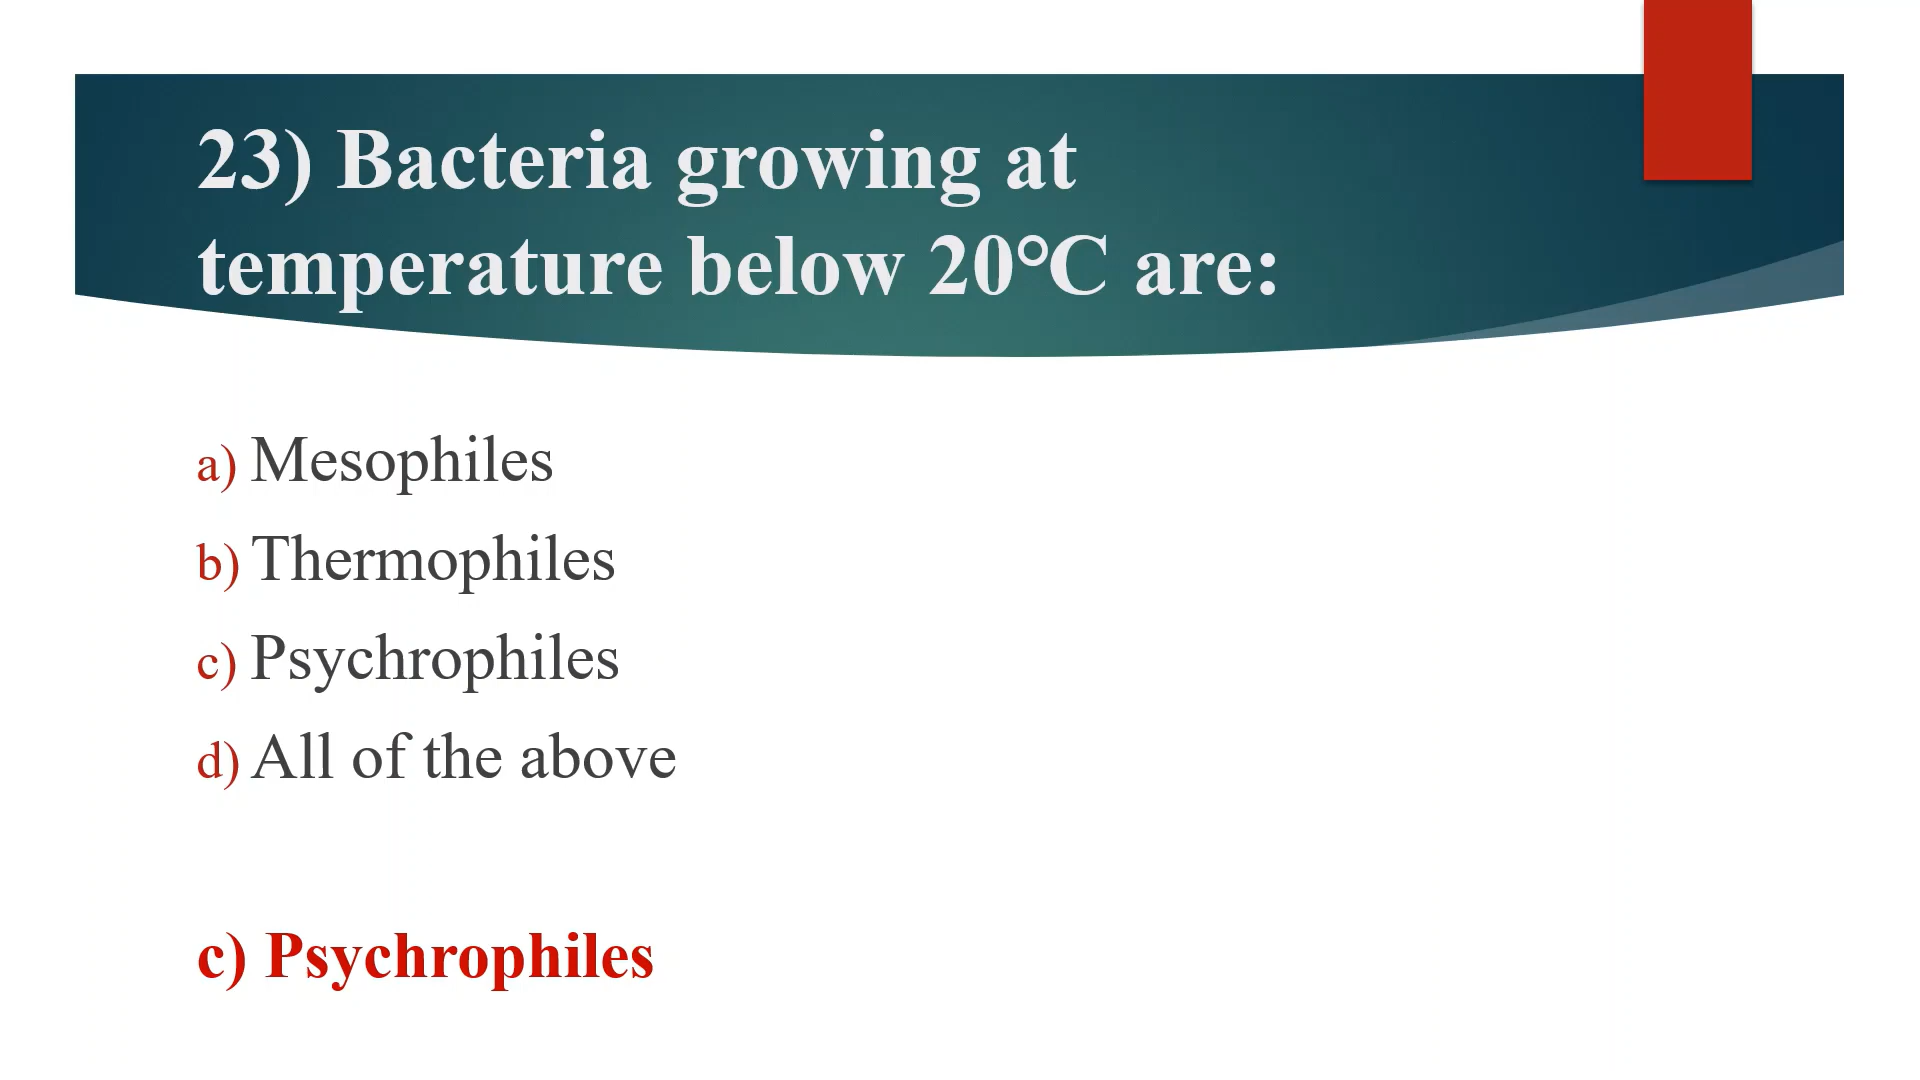 23) Bacteria growing at
temperature below 20°C are:
a) Mesophiles
b) Thermophiles
c) Psychrophiles
d) All of the above
c) Psychrophiles